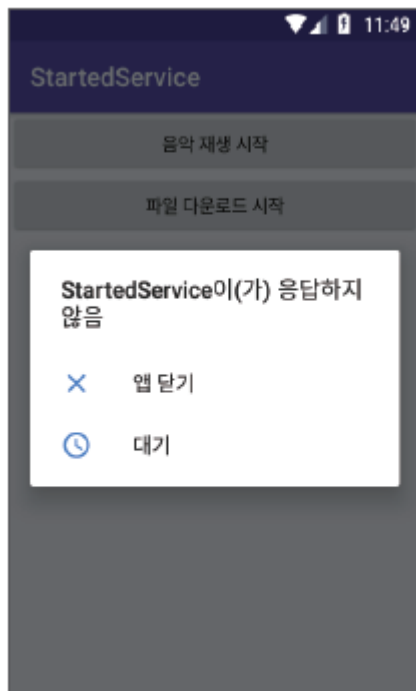 11:49
StartedService
음악 재생 시작
파일 다운로드 시작
StartedService이(가) 응답하지
않음
앱 닫기
대기